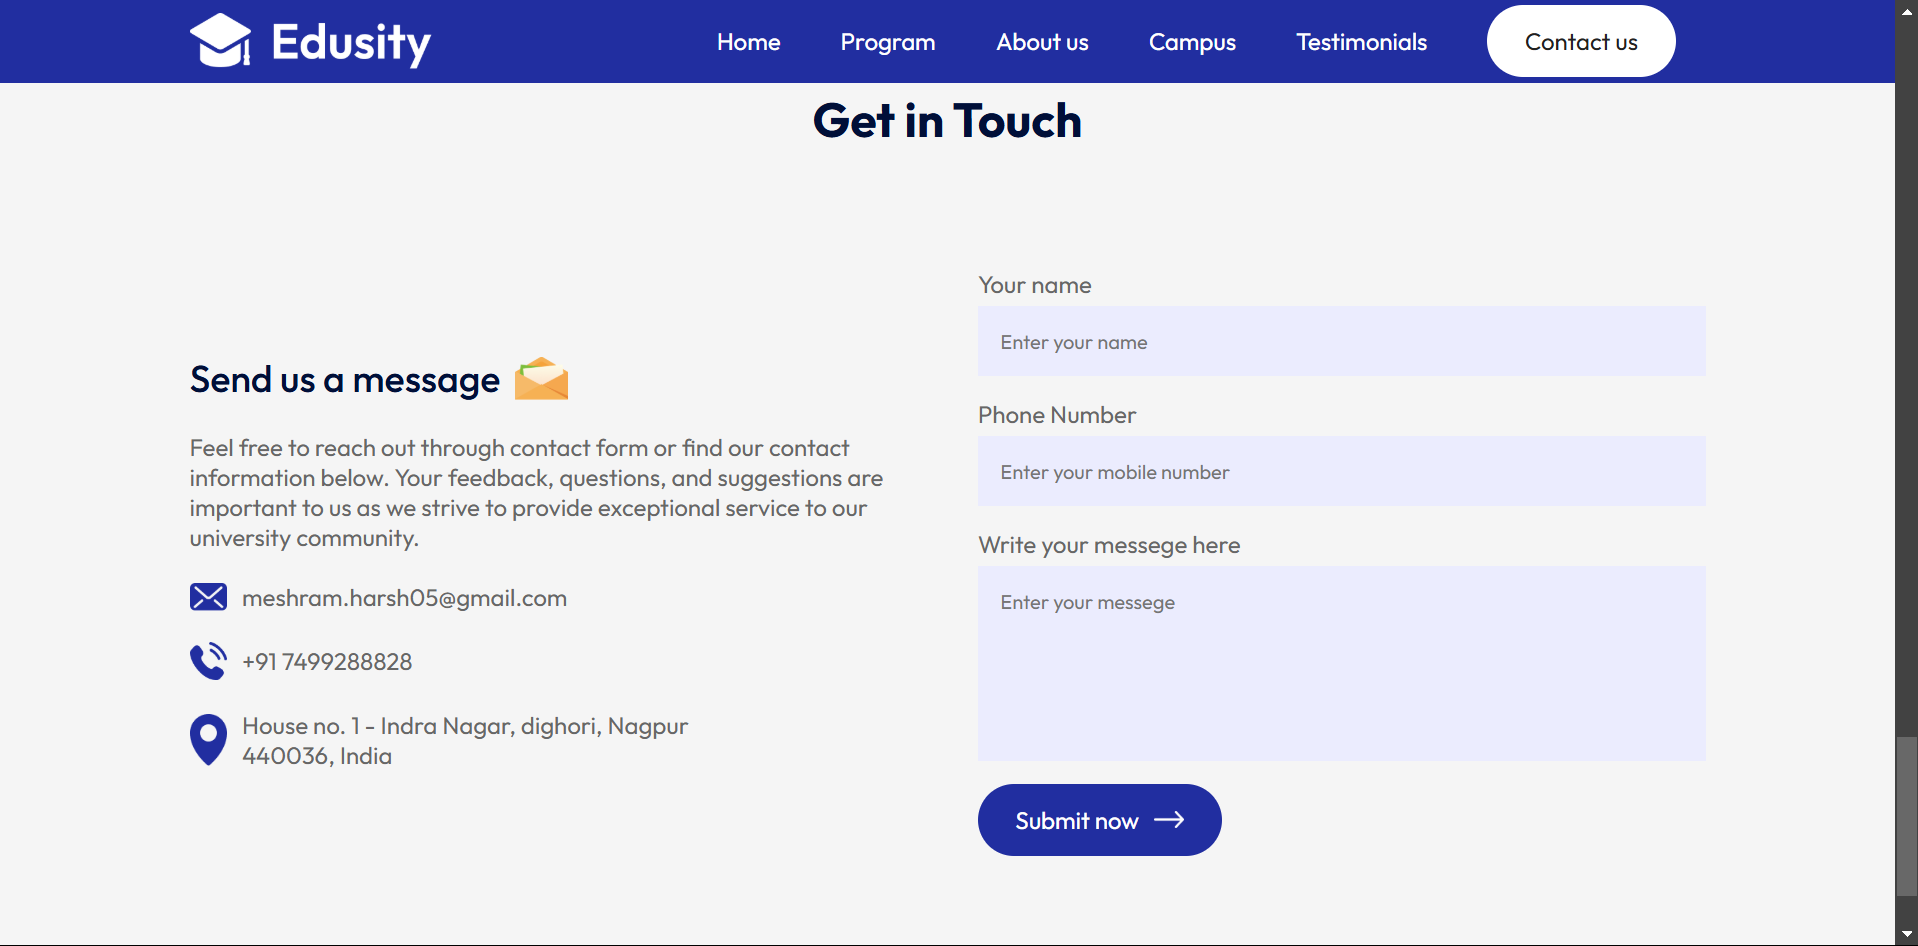 Edusity
Home
Program
About us
Campus
Testimonials
Contact us
Get in Touch
Send us a message
Feel free to reach out through contact form or find our contact
information below. Your feedback, questions, and suggestions are
important to us as we strive to provide exceptional service to our
university community.
meshram.harsh05@gmail.com
+91 7499288828
House no. 1 - Indra Nagar, dighori, Nagpur
440036, India
Your name
Enter your name
Phone Number
Enter your mobile number
Write your messege here
Enter your messege
Submit now